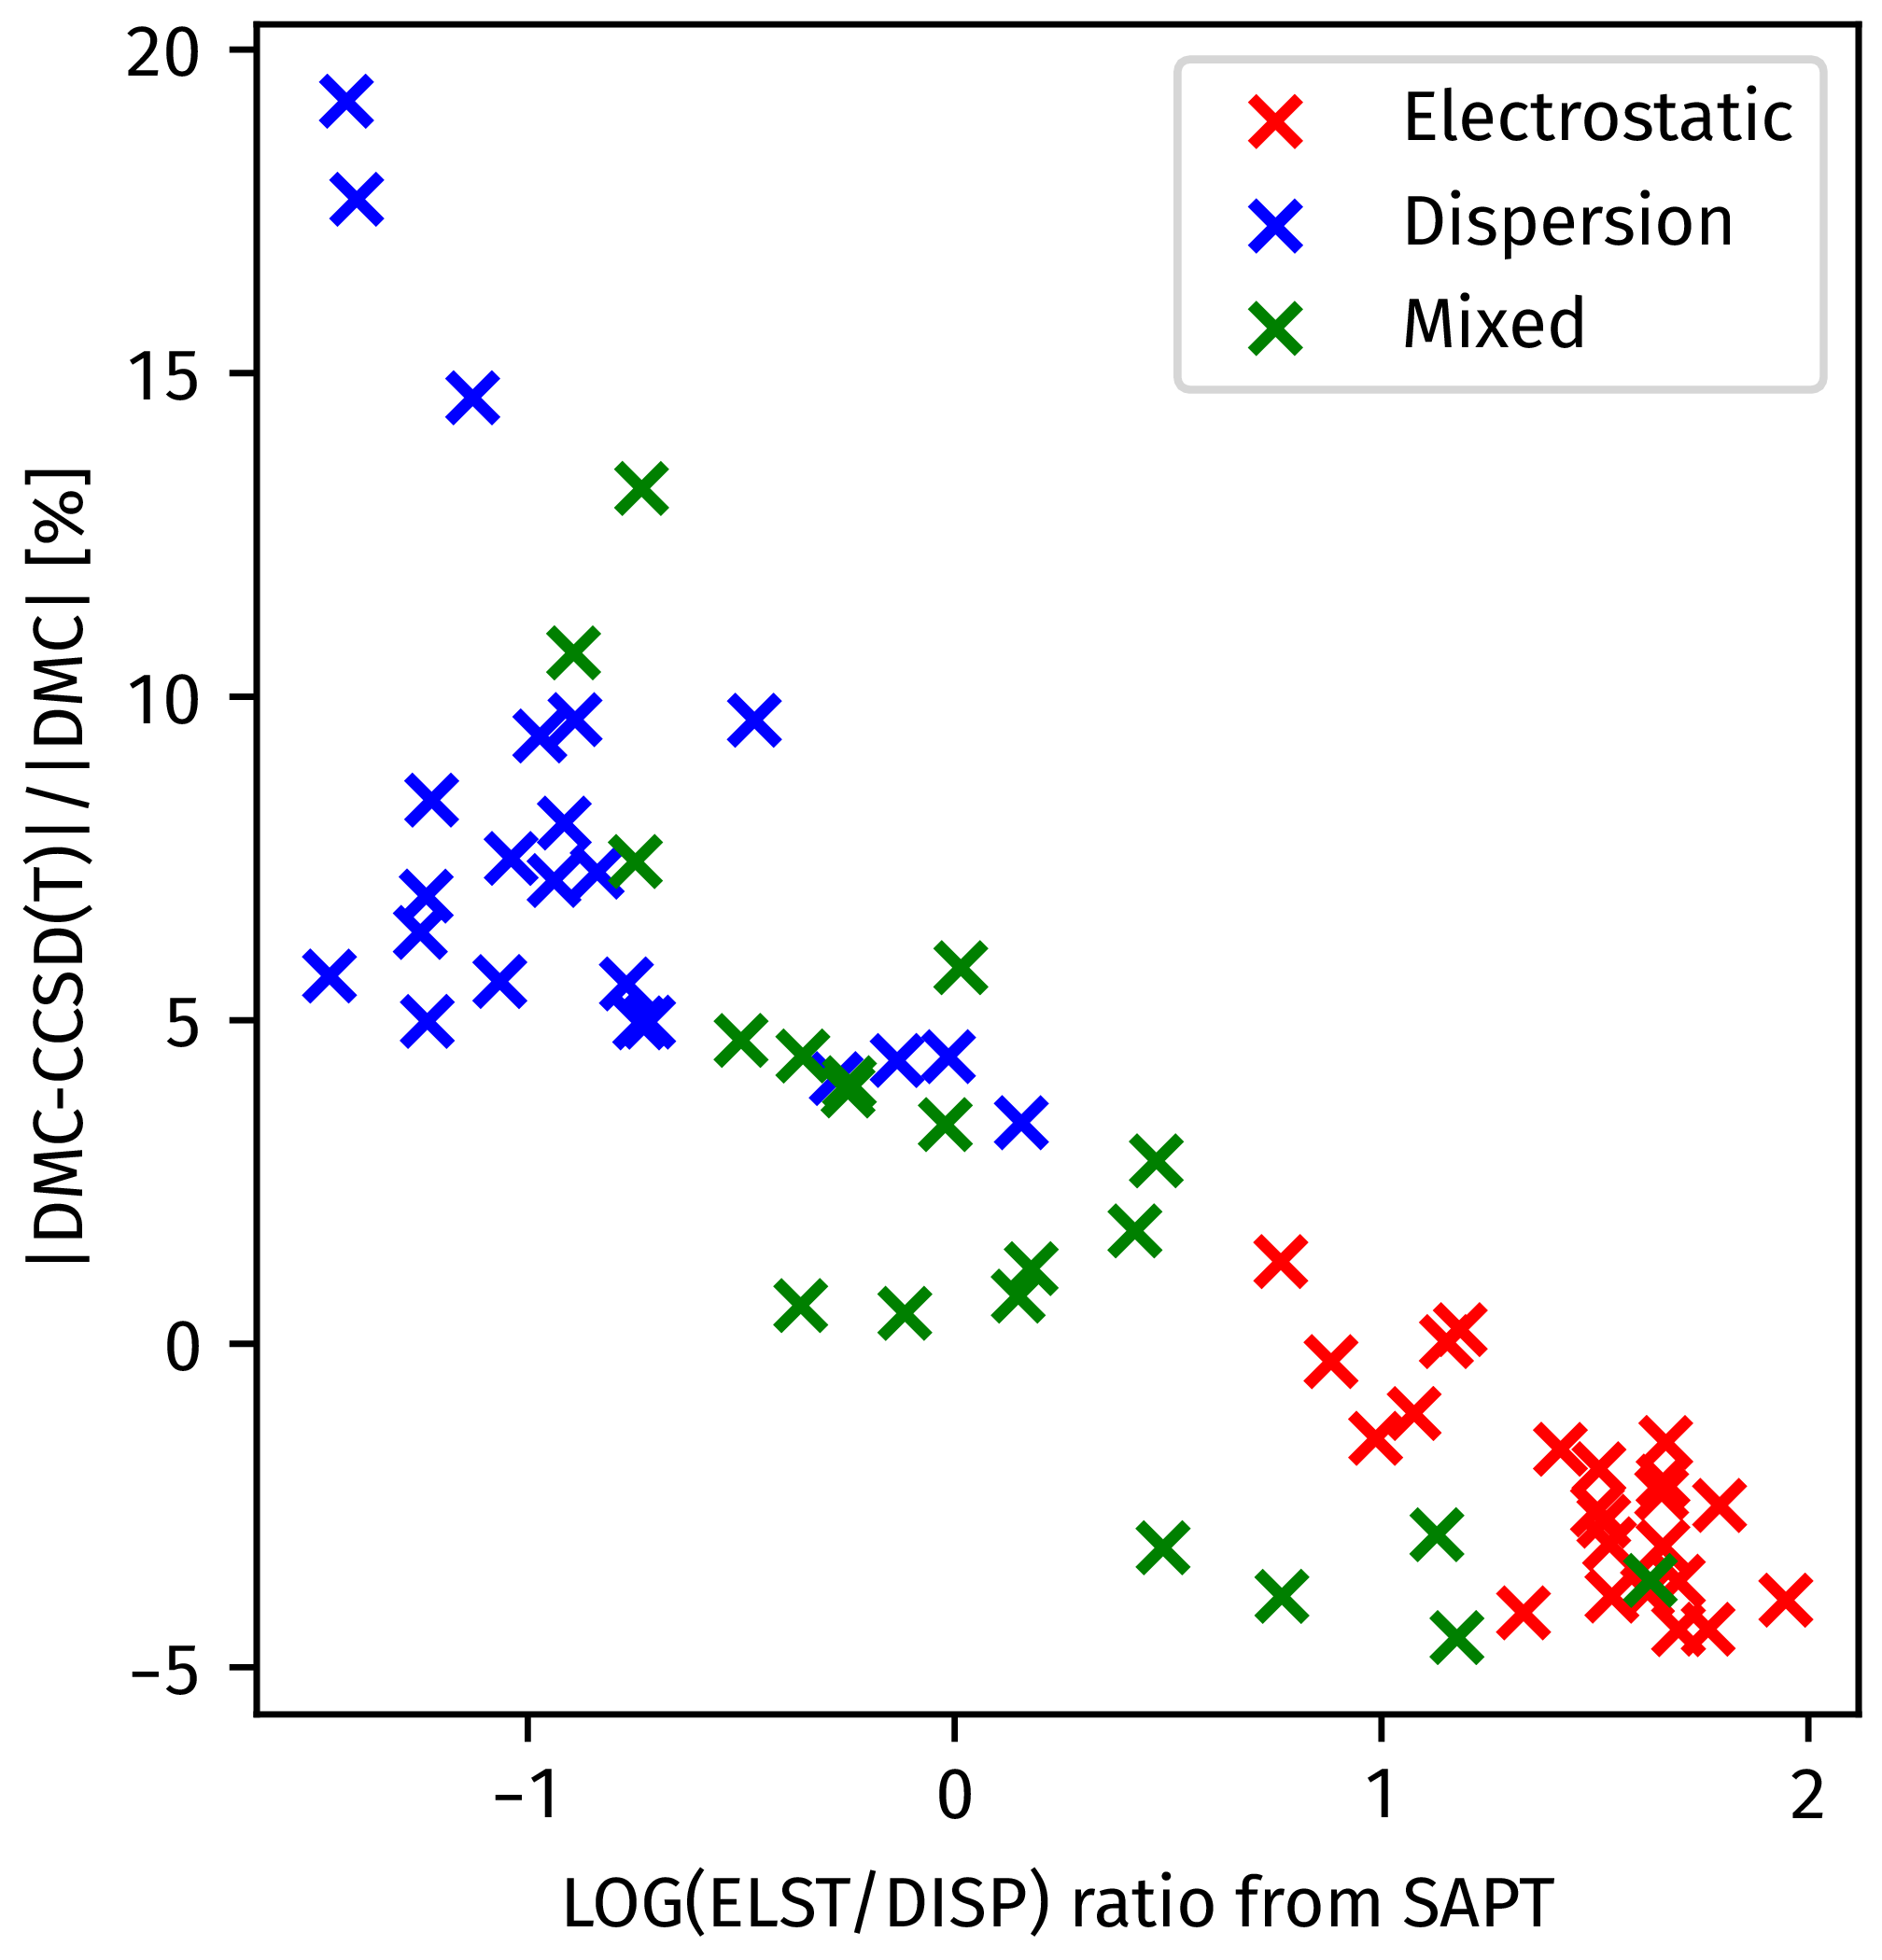 |DMC-CCSD(T)|/|DMC| [%]
20
15
10
5
0
−5
Electrostatic
Dispersion
Mixed
−1
0
1
2
LOG(ELST/DISP) ratio from SAPT